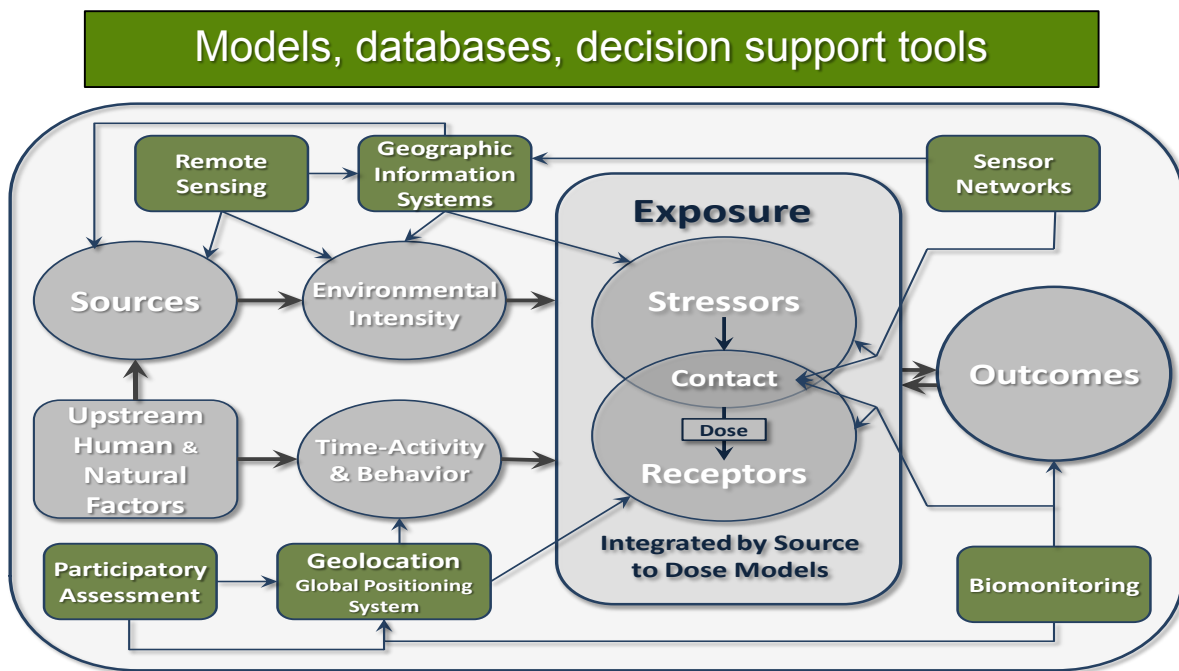 Models, databases, decision support tools
Remote
Sensing
Geographic
Information
Systems
Sensor
Networks
Exposure
Sources
Environmental
Intensity
Stressors
Contact
Dose
Receptors
Outcomes
Upstream
Human &
Natural
Factors
Time-Activity
& Behavior
Integrated by Source
to Dose Models
Participatory
Assessment
Geolocation
Global Positioning
System
Biomonitoring